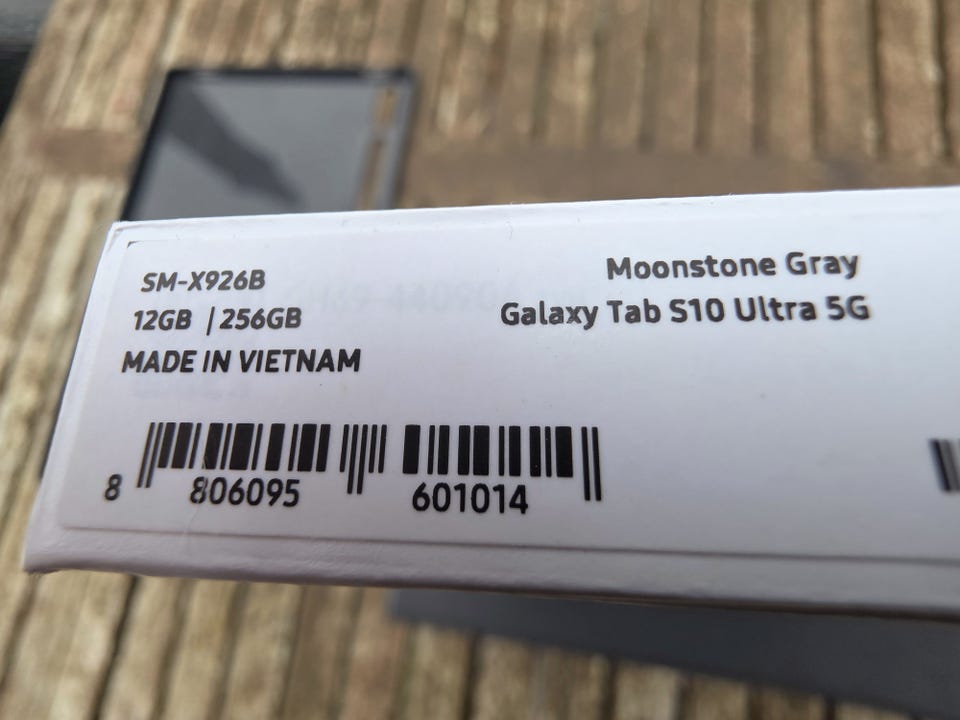 SM-X926B
12GB | 256GB
MADE IN VIETNAM
Moonstone Gray
Galaxy Tab S10 Ultra 5G
8 806095 601014